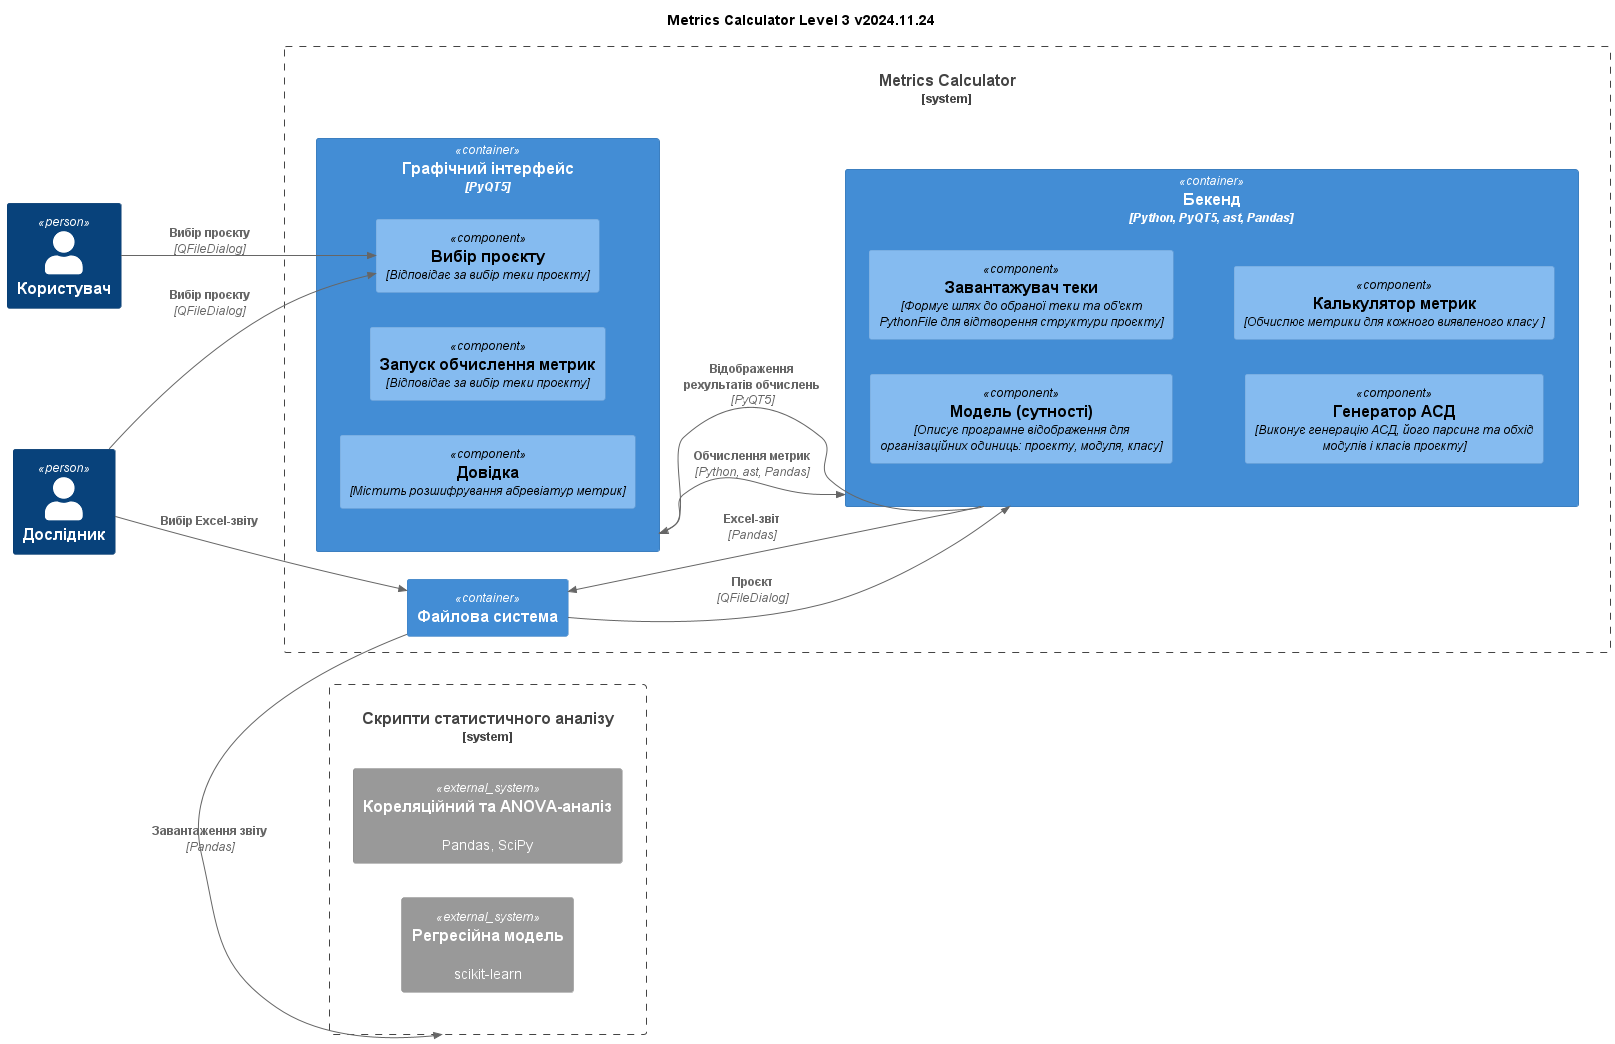 Metrics Calculator Level 3 v2024.11.24
Metrics Calculator
[system]
«container»
Графічний інтерфейс
[PyQT5]
«component»
Вибір проєкту
[Відповідає за вибір теки проєкту]
«component»
Запуск обчислення метрик
[Відповідає за вибір теки проєкту]
«component»
Довідка
[Містить розшифрування абревіатур метрик]
«container»
Бекенд
[Python, PyQT5, ast, Pandas]
«component»
Завантажувач теки
[Формує шлях до обраної теки та об'єкт
PythonFile для відтворення структури проєкту]
«component»
Калькулятор метрик
[Обчислює метрики для кожного виявленого класу ]
«component»
Модель (сутності)
[Описує програмне відображення для
організаційних одиниць: проєкту, модуля, класу]
«component»
Генератор АСД
[Виконує генерацію АСД, його парсинг та обхід
модулів і класів проєкту]
«person»
Користувач
Вибір проєкту
[QFileDialog]
Вибір проєкту
[QFileDialog]
«person»
Дослідник
Вибір Excel-звіту
Відображення
рехультатів обчислень
[PyQT5]
Обчислення метрик
[Python, ast, Pandas]
Excel-звіт
[Pandas]
Проєкт
[QFileDialog]
«container»
Файлова система
Скрипти статистичного аналізу
[system]
«external_system»
Кореляційний та ANOVA-аналіз
Pandas, SciPy
«external_system»
Регресійна модель
scikit-learn
Завантаження звіту
[Pandas]